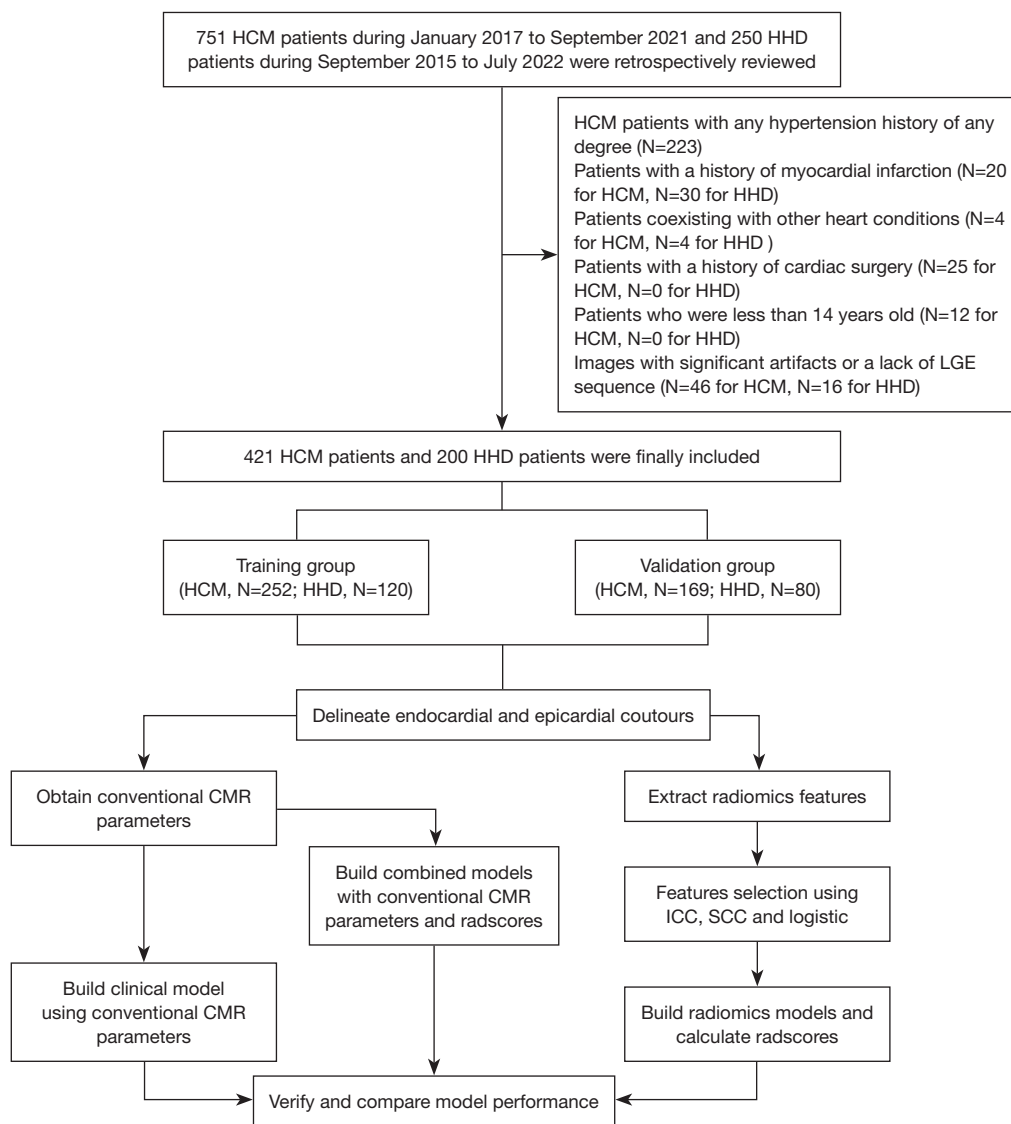 751 HCM patients during January 2017 to September 2021 and 250 HHD
patients during September 2015 to July 2022 were retrospectively reviewed
HCM patients with any hypertension history of any
degree (N=223)
Patients with a history of myocardial infarction (N=20
for HCM, N=30 for HHD)
Patients coexisting with other heart conditions (N=4
for HCM, N=4 for HHD )
Patients with a history of cardiac surgery (N=25 for
HCM, N=0 for HHD)
Patients who were less than 14 years old (N=12 for
HCM, N=0 for HHD)
Images with significant artifacts or a lack of LGE
sequence (N=46 for HCM, N=16 for HHD)
421 HCM patients and 200 HHD patients were finally included
Training group
(HCM, N=252; HHD, N=120)
Validation group
(HCM, N=169; HHD, N=80)
Delineate endocardial and epicardial coutours
Obtain conventional CMR
parameters
Extract radiomics features
Build combined models
with conventional CMR
parameters and radscores
Features selection using
ICC, SCC and logistic
Build clinical model
using conventional CMR
parameters
Build radiomics models and
calculate radscores
Verify and compare model performance